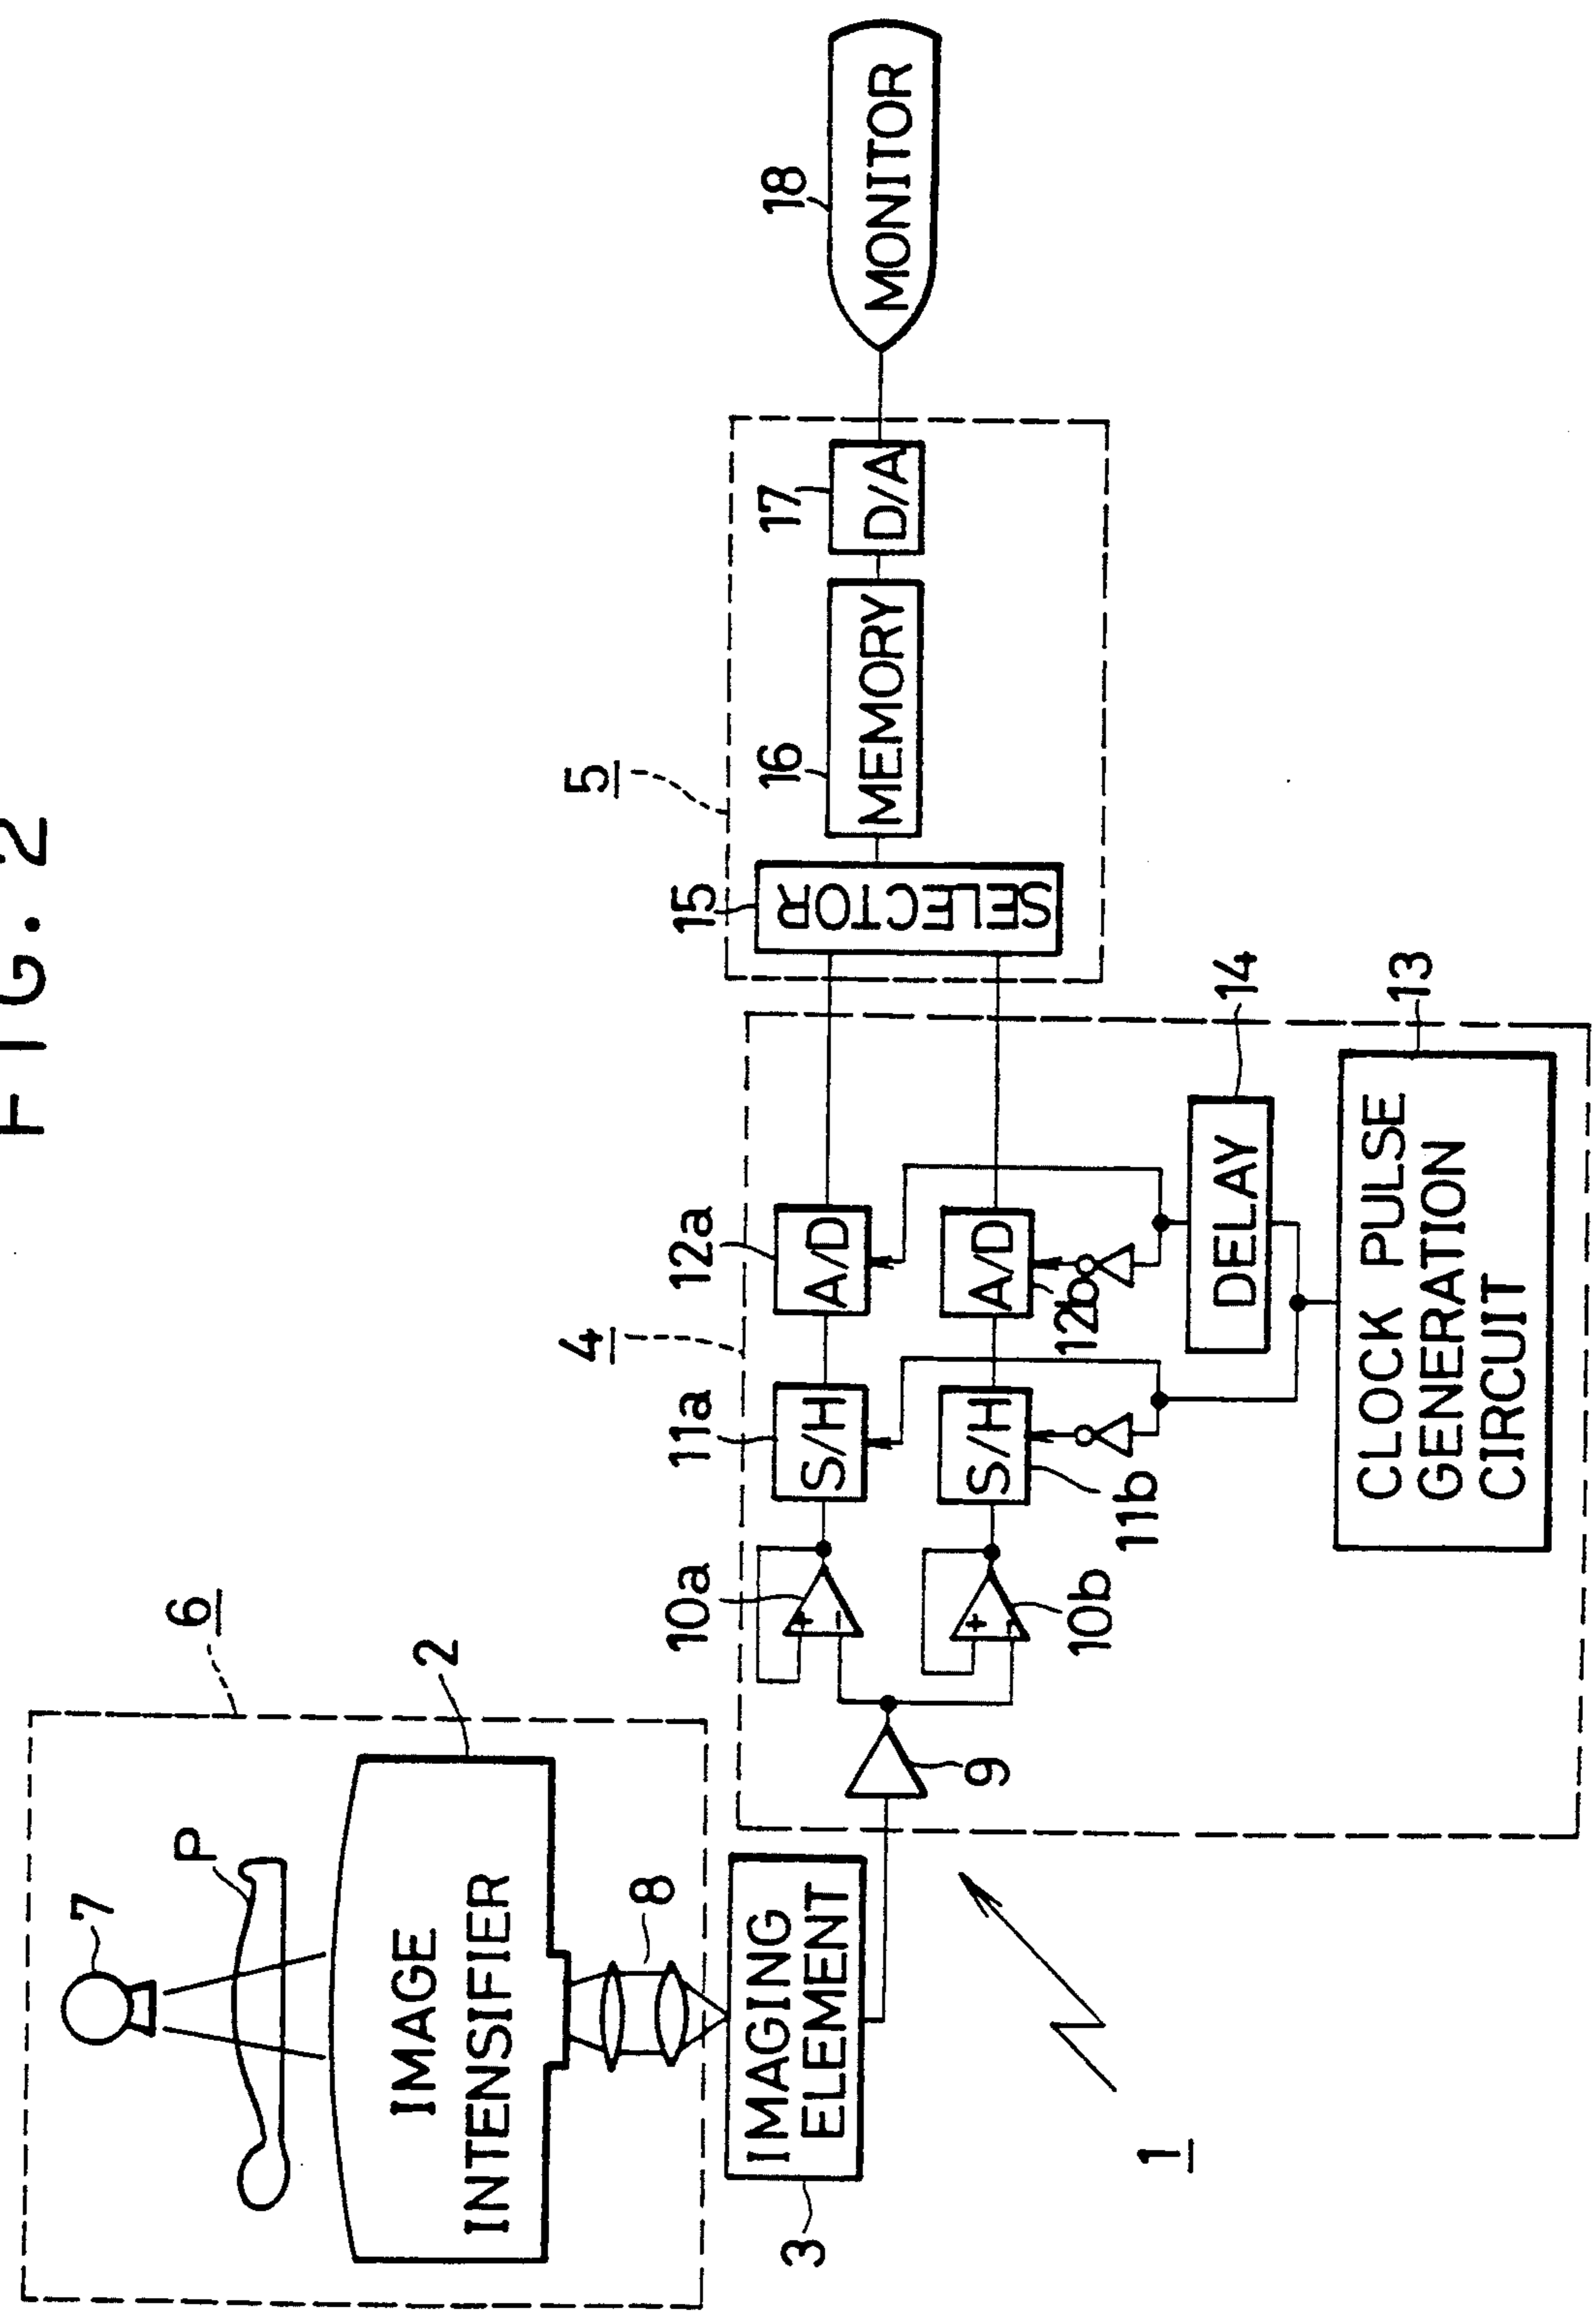 FIG. 2
6
7
P
2
IMAGE
INTENSIFIER
8
3
IMAGING
ELEMENT
1
4
9
10a
+
-
10b
+
-
11a
S/H
11b
S/H
12a
A/D
12b
A/D
14
DELAY
13
CLOCK PULSE
GENERATION
CIRCUIT
5
15
SELECTOR
16
MEMORY
17
D/A
18
MONITOR